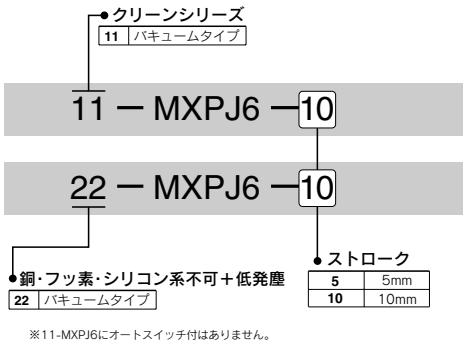 クリーンシリーズ
11 バキュームタイプ
11 － MXPJ6 －10
22 － MXPJ6 －10
銅・フッ素・シリコン系不可＋低発塵
22 バキュームタイプ
ストローク
5 5mm
10 10mm
※11-MXPJ6にオートスイッチ付はありません。